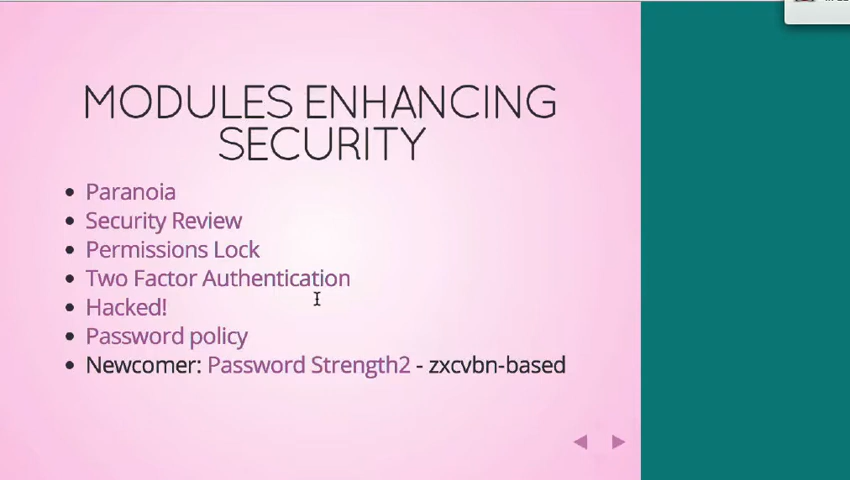 MODULES ENHANCING
SECURITY
Paranoia
Security Review
Permissions Lock
Two Factor Authentication
Hacked!
Password policy
Newcomer: Password Strength2 - zxcvbn-based